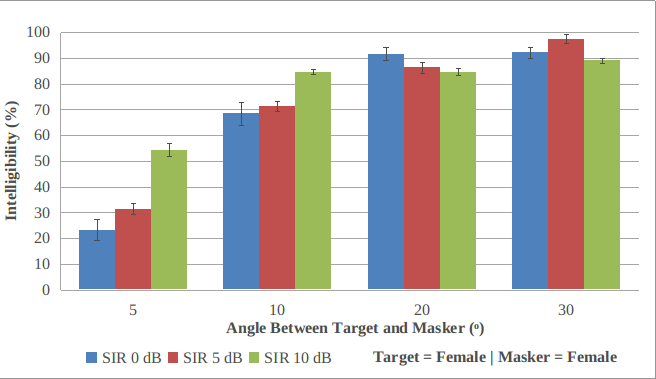 100
90
80
70
60
50
40
30
20
10
0
Intelligibility (%)
5 10 20 30
Angle Between Target and Masker (º)
SIR 0 dB SIR 5 dB SIR 10 dB Target = Female | Masker = Female